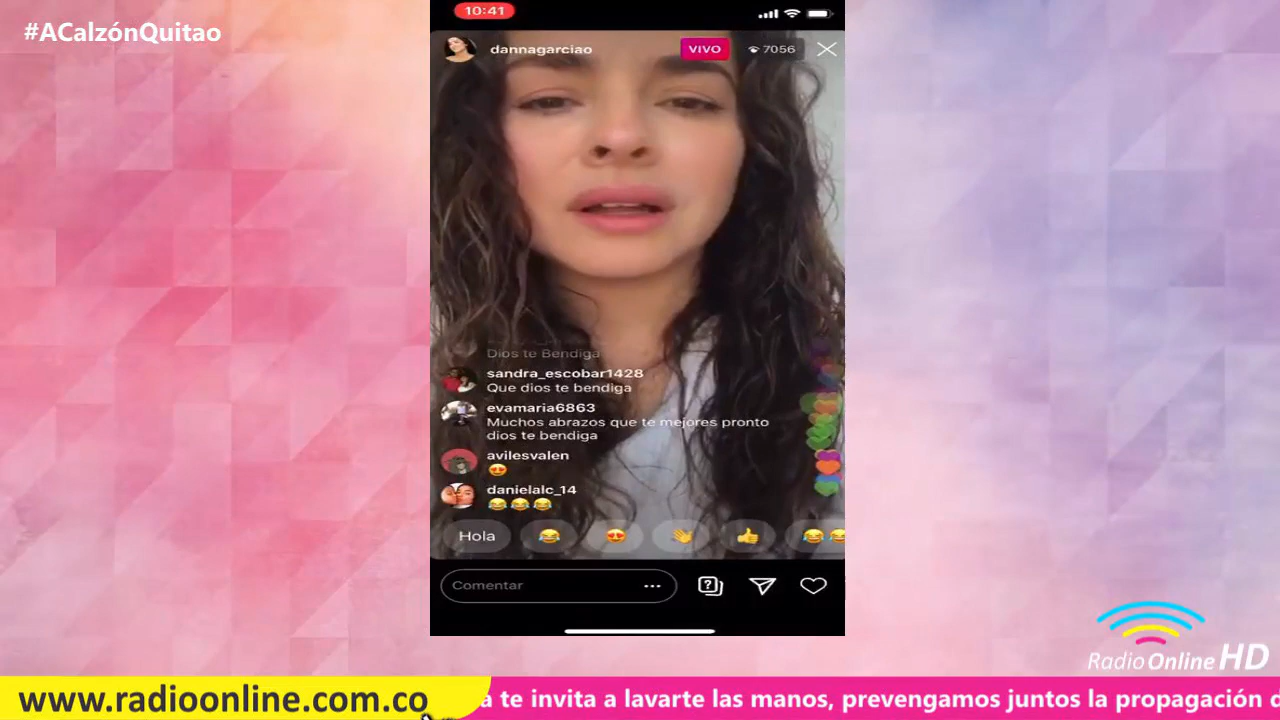 #ACalzónQuitao
10:41
dannagarciao
VIVO
7056
Dios te Bendiga
sandra_escobar1428
Que dios te bendiga
evamaria6863
Muchos abrazos que te mejores pronto
dios te bendiga
avilesvalen
danielalc_14
Hola
Comentar
Radio Online HD
www.radioonline.com.co
a te invita a lavarte las manos, prevengamos juntos la propagación